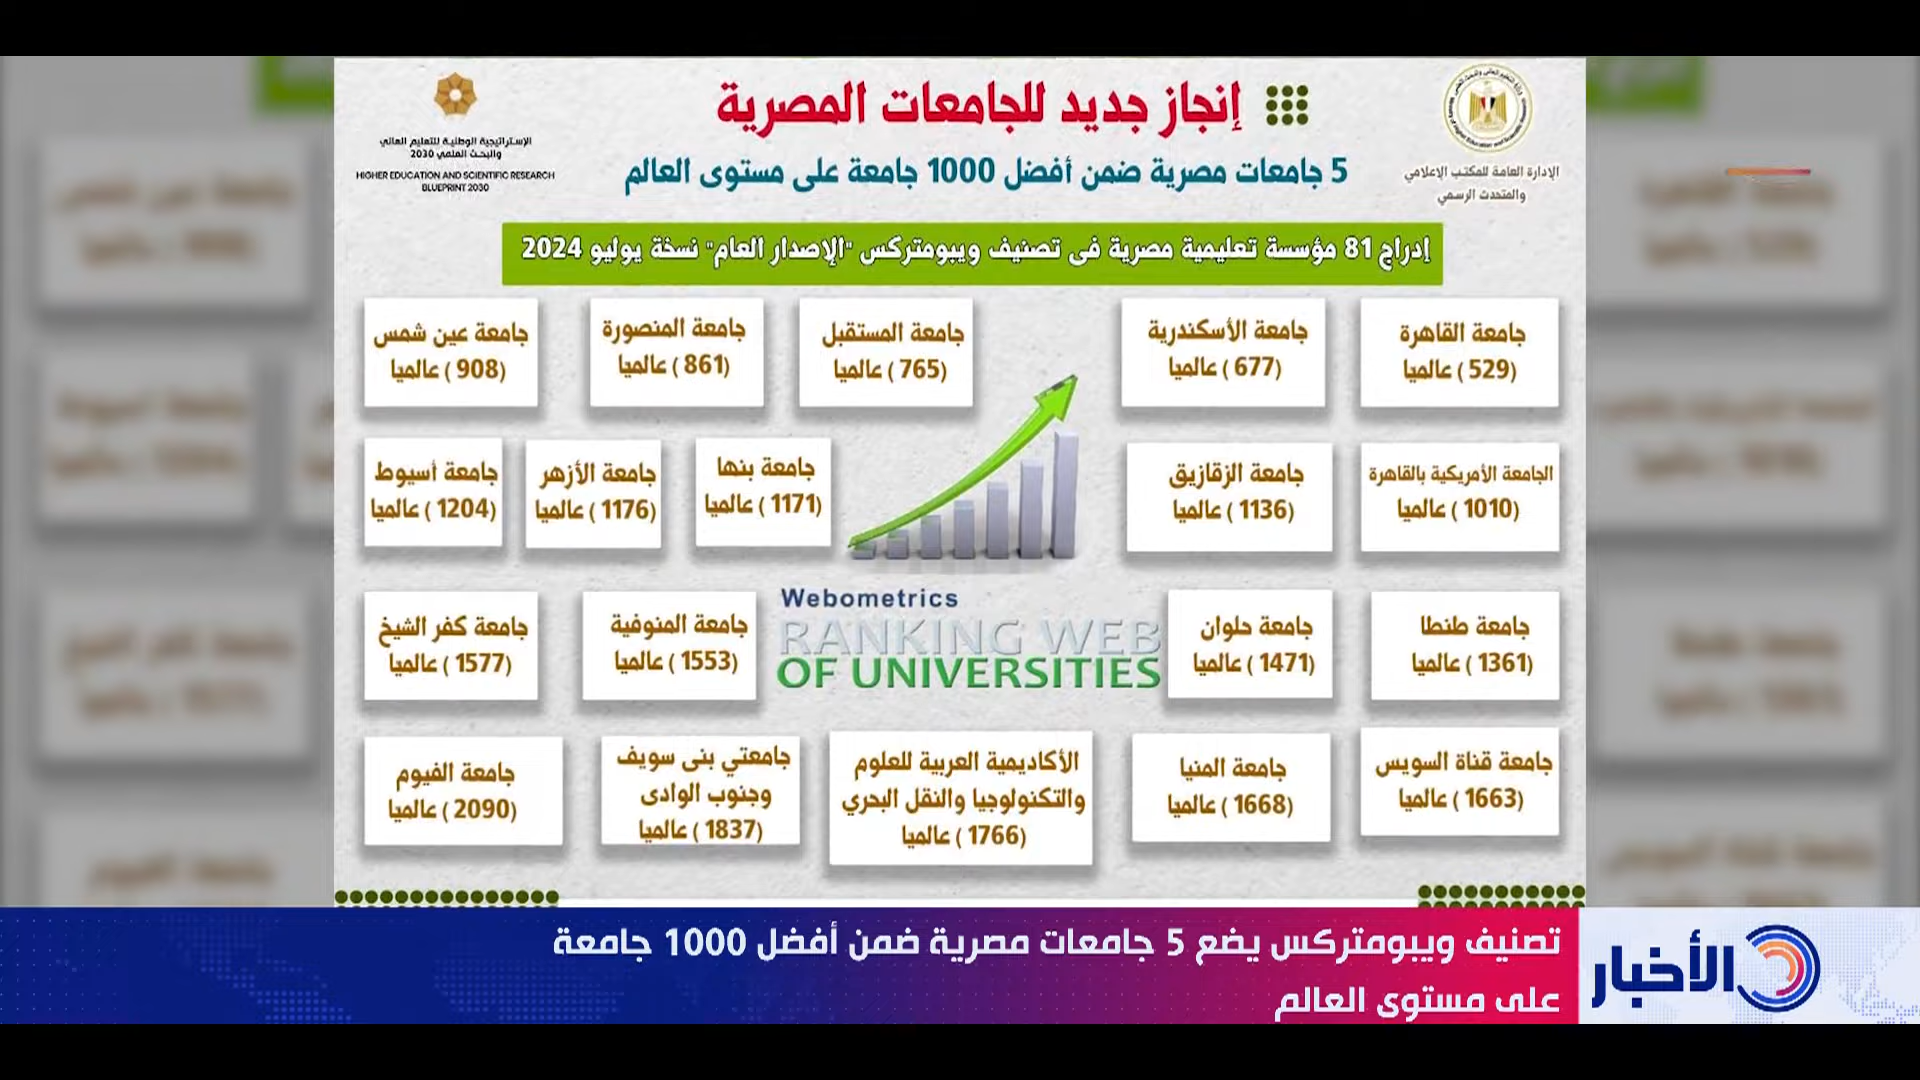 إنجاز جديد للجامعات المصرية
5 جامعات مصرية ضمن أفضل 1000 جامعة على مستوى العالم
الإدارة العامة للمكتب الإعلامي
والمتحدث الرسمي
الإستراتيجية الوطنية للتعليم العالي
والبحث العلمي 2030
HIGHER EDUCATION AND SCIENTIFIC RESEARCH
BLUEPRINT 2030
إدراج 81 مؤسسة تعليمية مصرية فى تصنيف ويبومتركس "الإصدار العام" نسخة يوليو 2024
جامعة القاهرة
(529) عالميا
جامعة الأسكندرية
(677) عالميا
جامعة المستقبل
(765) عالميا
جامعة المنصورة
(861) عالميا
جامعة عين شمس
(908) عالميا
الجامعة الأمريكية بالقاهرة
(1010) عالميا
جامعة الزقازيق
(1136) عالميا
جامعة بنها
(1171) عالميا
جامعة الأزهر
(1176) عالميا
جامعة أسيوط
(1204) عالميا
Webometrics
RANKING WEB
OF UNIVERSITIES
جامعة طنطا
(1361) عالميا
جامعة حلوان
(1471) عالميا
جامعة المنوفية
(1553) عالميا
جامعة كفر الشيخ
(1577) عالميا
جامعة قناة السويس
(1663) عالميا
جامعة المنيا
(1668) عالميا
الأكاديمية العربية للعلوم
والتكنولوجيا والنقل البحري
(1766) عالميا
جامعتي بنى سويف
وجنوب الوادى
(1837) عالميا
جامعة الفيوم
(2090) عالميا
تصنيف ويبومتركس يضع 5 جامعات مصرية ضمن أفضل 1000 جامعة
على مستوى العالم
الأخبار